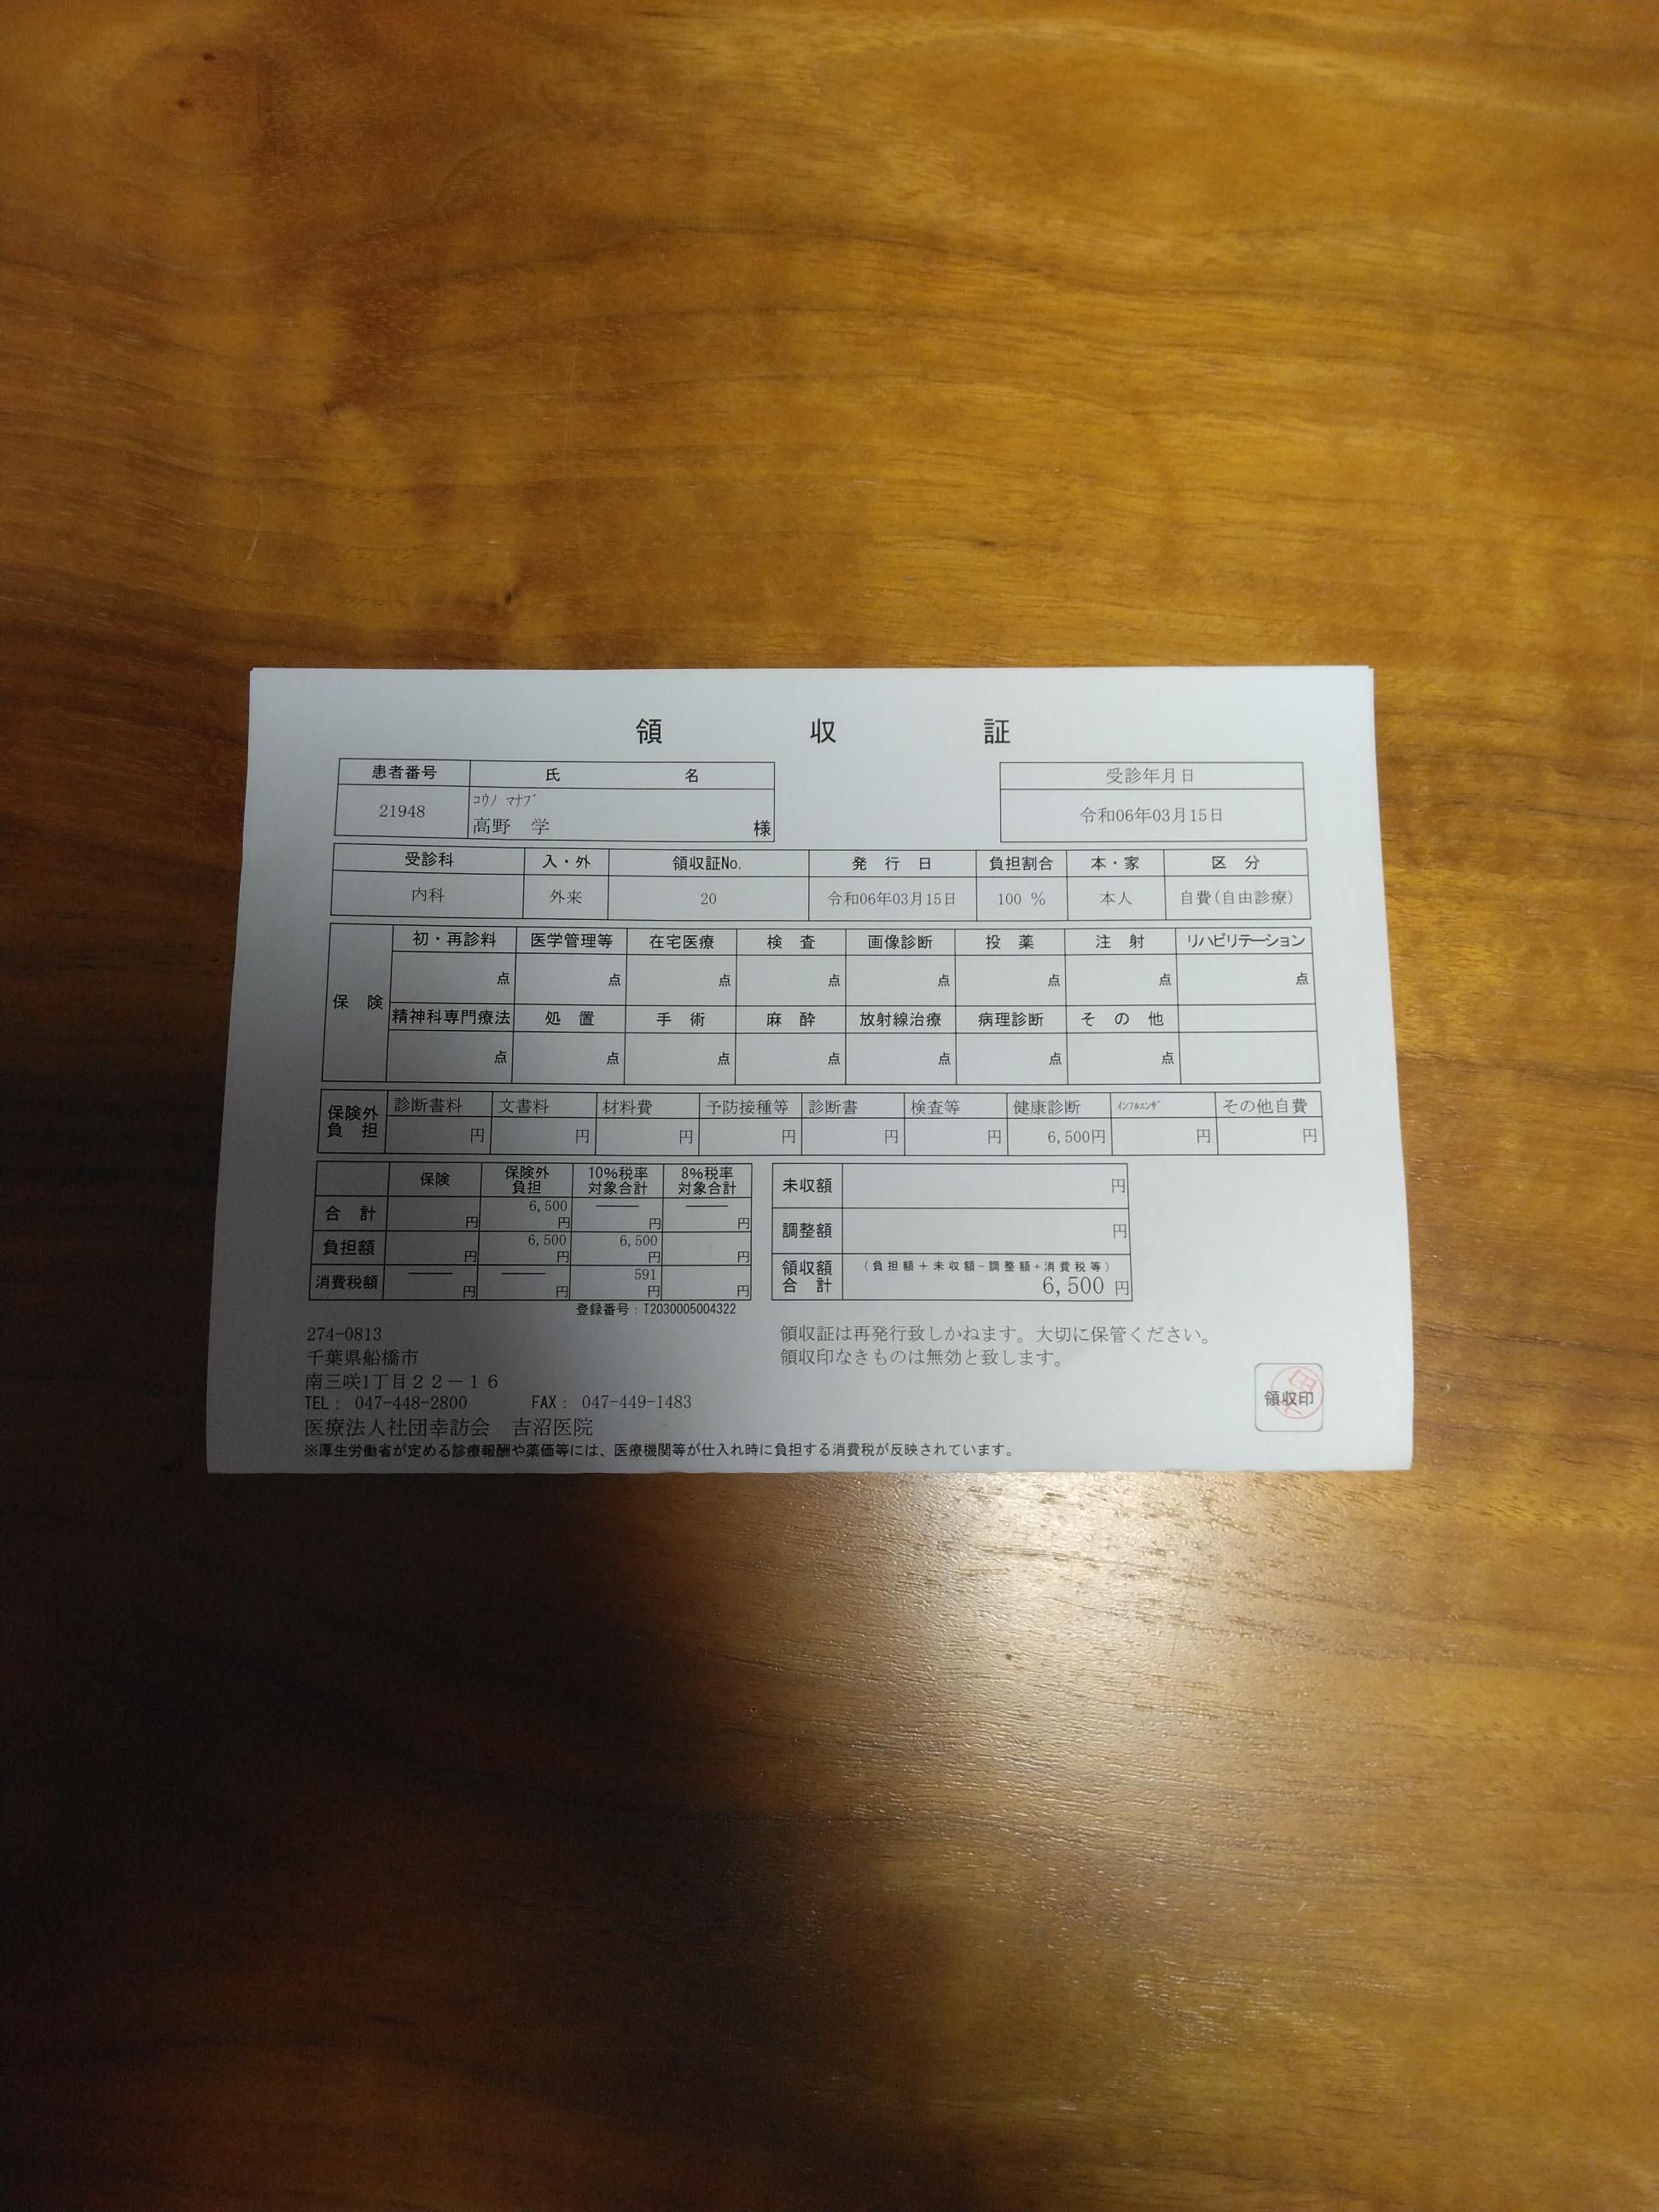 領収証
患者番号 氏名
21948 コウノ マナブ
高野 学 様
受診年月日
令和06年03月15日
受診科 入・外 領収証No. 発行日 負担割合 本・家 区分
内科 外来 20 令和06年03月15日 100 % 本人 自費(自由診療)
保険
初・再診料 医学管理等 在宅医療 検査 画像診断 投薬 注射 リハビリテーション
点 点 点 点 点 点 点 点
精神科専門療法 処置 手術 麻酔 放射線治療 病理診断 その他
点 点 点 点 点 点 点
保険外負担
診断書料 文書料 材料費 予防接種等 診断書 検査等 健康診断 インフルエンザ その他自費
円 円 円 円 円 円 6,500円 円 円
保険 保険外負担 10%税率対象合計 8%税率対象合計
合計 円 6,500円 ―― 円 ―― 円
負担額 円 6,500円 6,500円 円
消費税額 ―― 円 ―― 円 591円 円
登録番号：T2030005004322
未収額 円
調整額 円
領収額合計 (負担額+未収額-調整額+消費税等)
6,500 円
274-0813
千葉県船橋市
南三咲1丁目２２－１６
TEL： 047-448-2800 FAX： 047-449-1483
医療法人社団幸訪会 吉沼医院
※厚生労働省が定める診療報酬や薬価等には、医療機関等が仕入れ時に負担する消費税が反映されています。
領収証は再発行致しかねます。大切に保管ください。
領収印なきものは無効と致します。
領収印